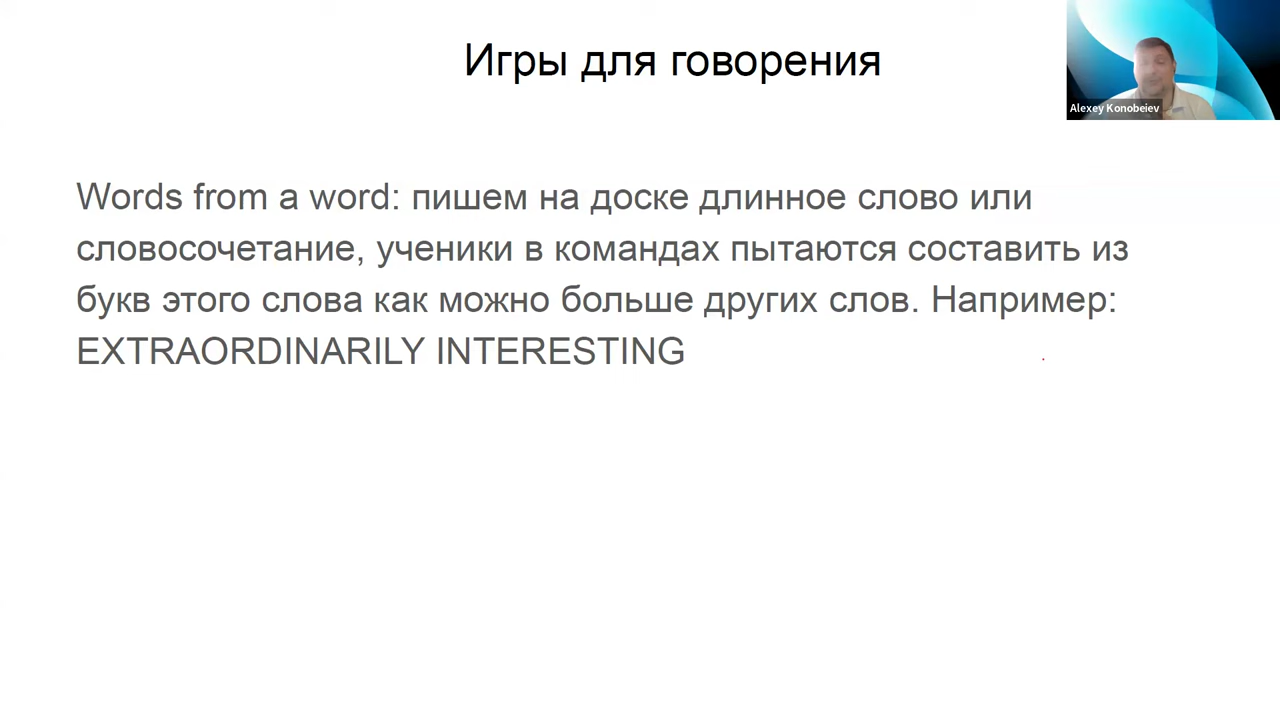 Игры для говорения
Alexey Konobeiev
Words from a word: пишем на доске длинное слово или
словосочетание, ученики в командах пытаются составить из
букв этого слова как можно больше других слов. Например:
EXTRAORDINARILY INTERESTING